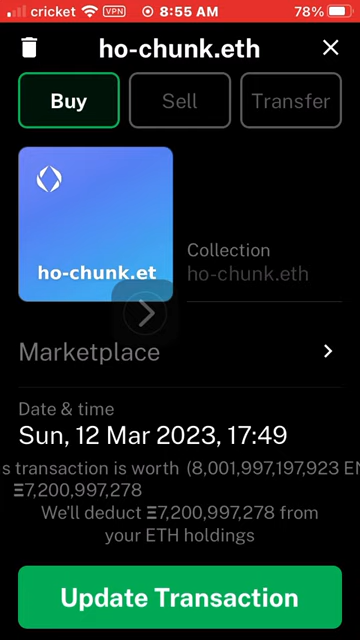 cricket VPN 8:55 AM 78%
ho-chunk.eth
Buy Sell Transfer
ho-chunk.et
Collection
ho-chunk.eth
Marketplace
Date & time
Sun, 12 Mar 2023, 17:49
s transaction is worth (8,001,997,197,923 EN
Ξ7,200,997,278
We'll deduct Ξ7,200,997,278 from
your ETH holdings
Update Transaction